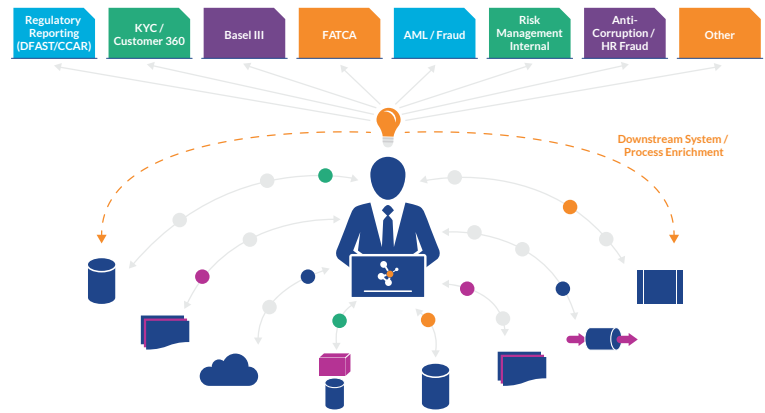 Regulatory
Reporting
(DFAST/CCAR)
KYC /
Customer 360
Basel III
FATCA
AML / Fraud
Risk
Management
Internal
Anti-
Corruption /
HR Fraud
Other
Downstream System /
Process Enrichment